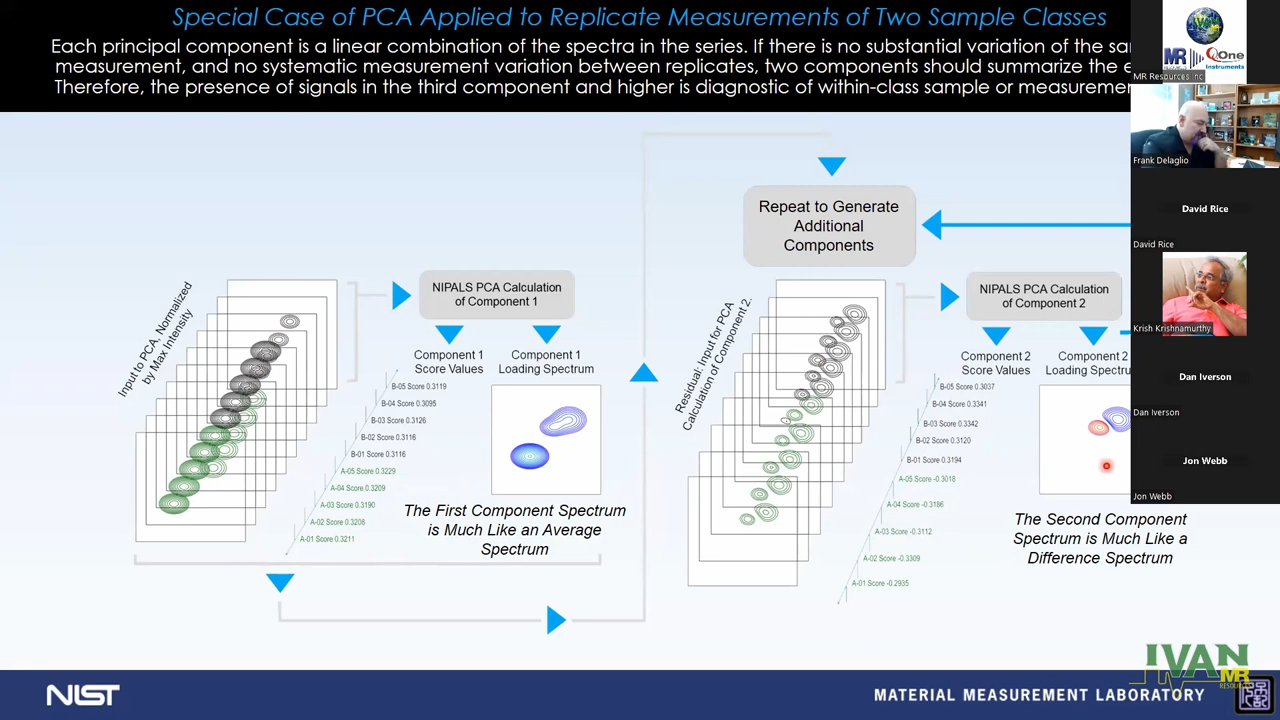 Special Case of PCA Applied to Replicate Measurements of Two Sample Classes
Each principal component is a linear combination of the spectra in the series. If there is no substantial variation of the
measurement, and no systematic measurement variation between replicates, two components should summarize the
Therefore, the presence of signals in the third component and higher is diagnostic of within-class sample or
MR Resources Inc
One
Instruments
Frank Delaglio
David Rice
David Rice
Krish Krishnamurthy
Dan Iverson
Dan Iverson
Jon Webb
Jon Webb
Repeat to Generate
Additional
Components
Input to PCA, Normalized
by Max Intensity
NIPALS PCA Calculation
of Component 1
Component 1
Score Values
Component 1
Loading Spectrum
B-05 Score 0.3119
B-04 Score 0.3095
B-03 Score 0.3126
B-02 Score 0.3116
B-01 Score 0.3116
A-05 Score 0.3229
A-04 Score 0.3209
A-03 Score 0.3190
A-02 Score 0.3208
A-01 Score 0.3211
The First Component Spectrum
is Much Like an Average
Spectrum
Residual: Input for PCA
Calculation of Component 2.
NIPALS PCA Calculation
of Component 2
Component 2
Score Values
Component 2
Loading
B-05 Score 0.3037
B-04 Score 0.3341
B-03 Score 0.3342
B-02 Score 0.3120
B-01 Score 0.3194
A-05 Score -0.3018
A-04 Score -0.3186
A-03 Score -0.3112
A-02 Score -0.3309
A-01 Score -0.2935
The Second Component
Spectrum is Much Like a
Difference Spectrum
NIST
MATERIAL MEASUREMENT LABORATORY
IVAN
MR